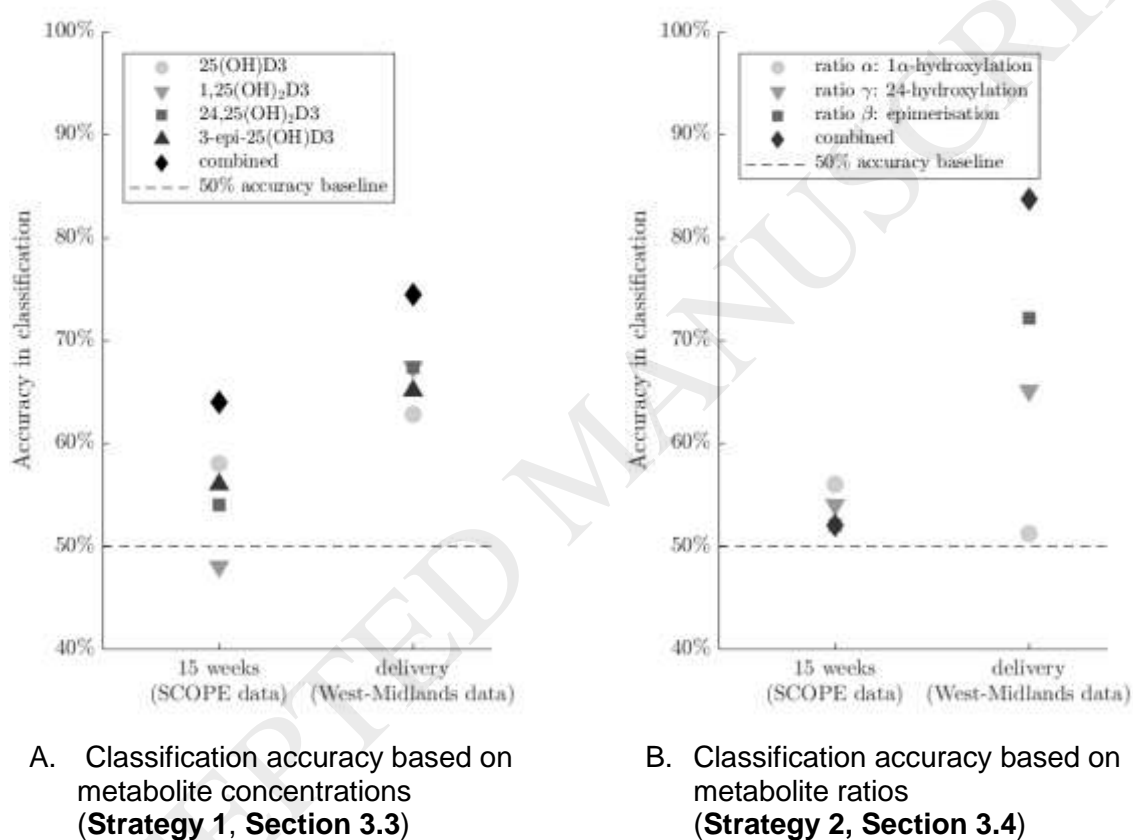 100%
90%
80%
70%
60%
50%
40%
Accuracy in classification
25(OH)D3
1,25(OH)₂D3
24,25(OH)₂D3
3-epi-25(OH)D3
combined
50% accuracy baseline
15 weeks
(SCOPE data)
delivery
(West-Midlands data)
100%
90%
80%
70%
60%
50%
40%
Accuracy in classification
ratio α: 1α-hydroxylation
ratio γ: 24-hydroxylation
ratio β: epimerisation
combined
50% accuracy baseline
15 weeks
(SCOPE data)
delivery
(West-Midlands data)
A. Classification accuracy based on
metabolite concentrations
(Strategy 1, Section 3.3)
B. Classification accuracy based on
metabolite ratios
(Strategy 2, Section 3.4)
EPTED MANUSCRI